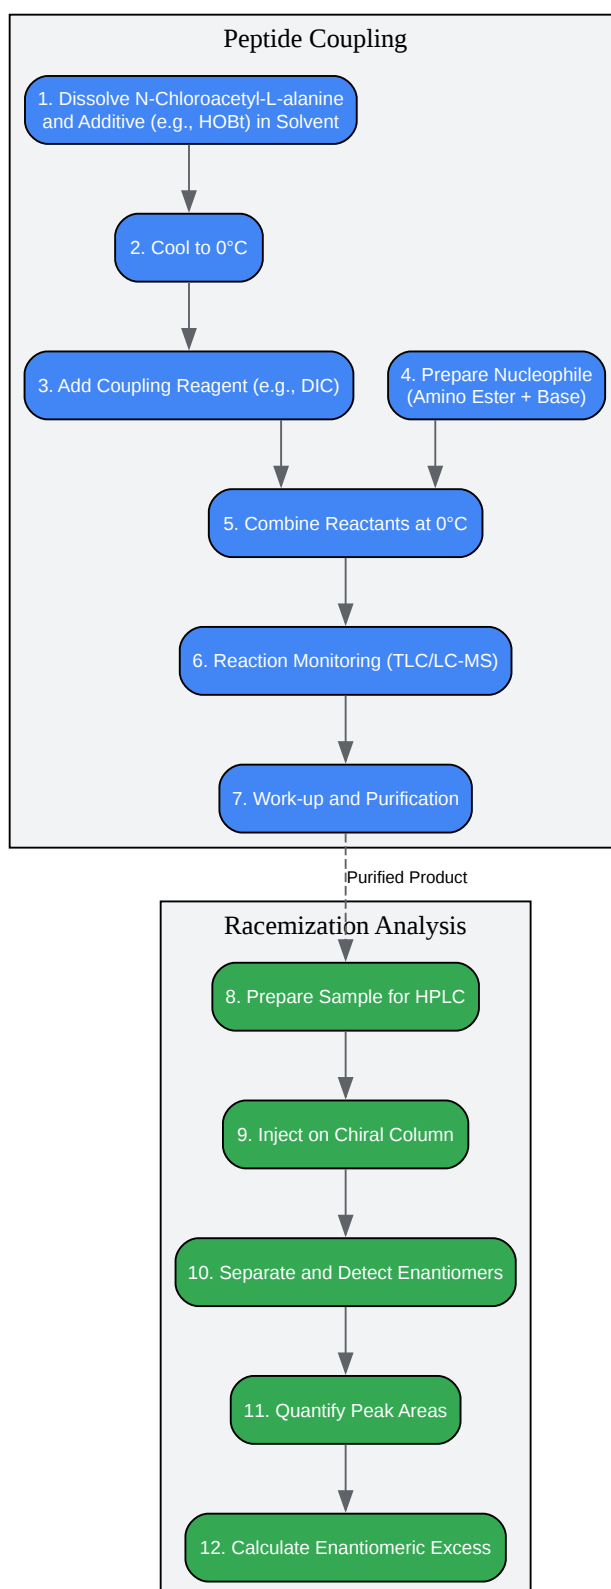 Peptide Coupling
1. Dissolve N-Chloroacetyl-L-alanine
and Additive (e.g., HOBt) in Solvent
2. Cool to 0°C
3. Add Coupling Reagent (e.g., DIC)
4. Prepare Nucleophile
(Amino Ester + Base)
5. Combine Reactants at 0°C
6. Reaction Monitoring (TLC/LC-MS)
7. Work-up and Purification
Purified Product
Racemization Analysis
8. Prepare Sample for HPLC
9. Inject on Chiral Column
10. Separate and Detect Enantiomers
11. Quantify Peak Areas
12. Calculate Enantiomeric Excess